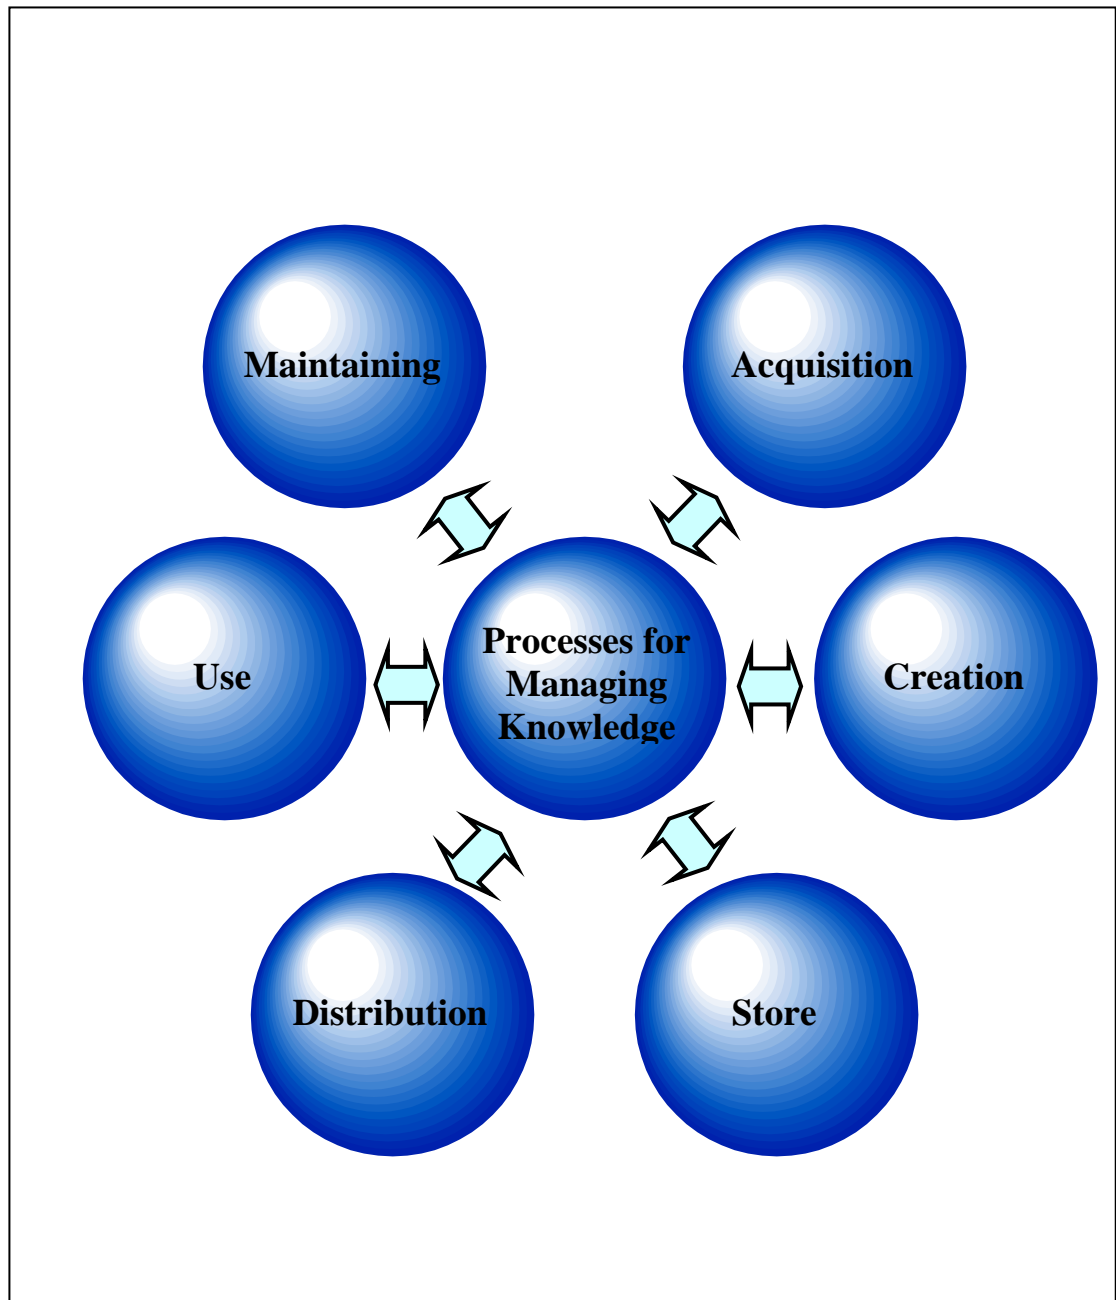 Maintaining
Acquisition
Use
Processes for
Managing
Knowledge
Creation
Distribution
Store